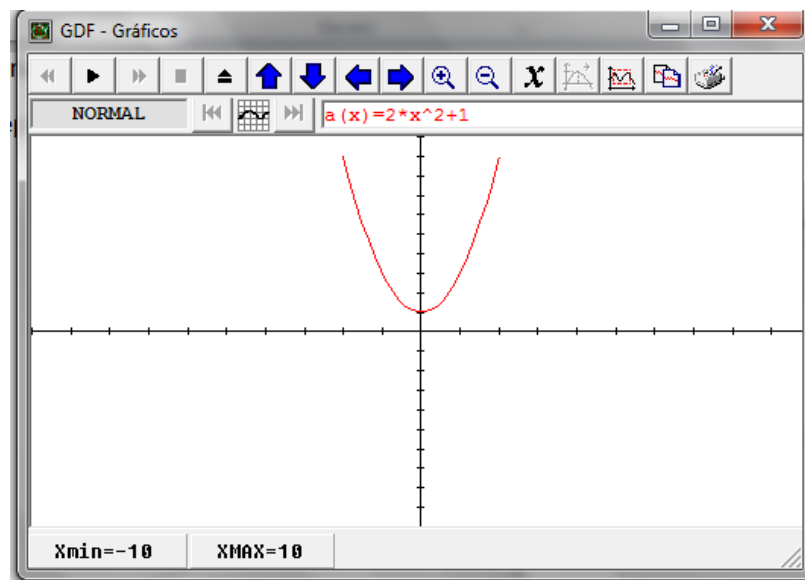 GDF - Gráficos
x
NORMAL
a(x)=2*x^2+1
Xmin=-10
XMAX=10